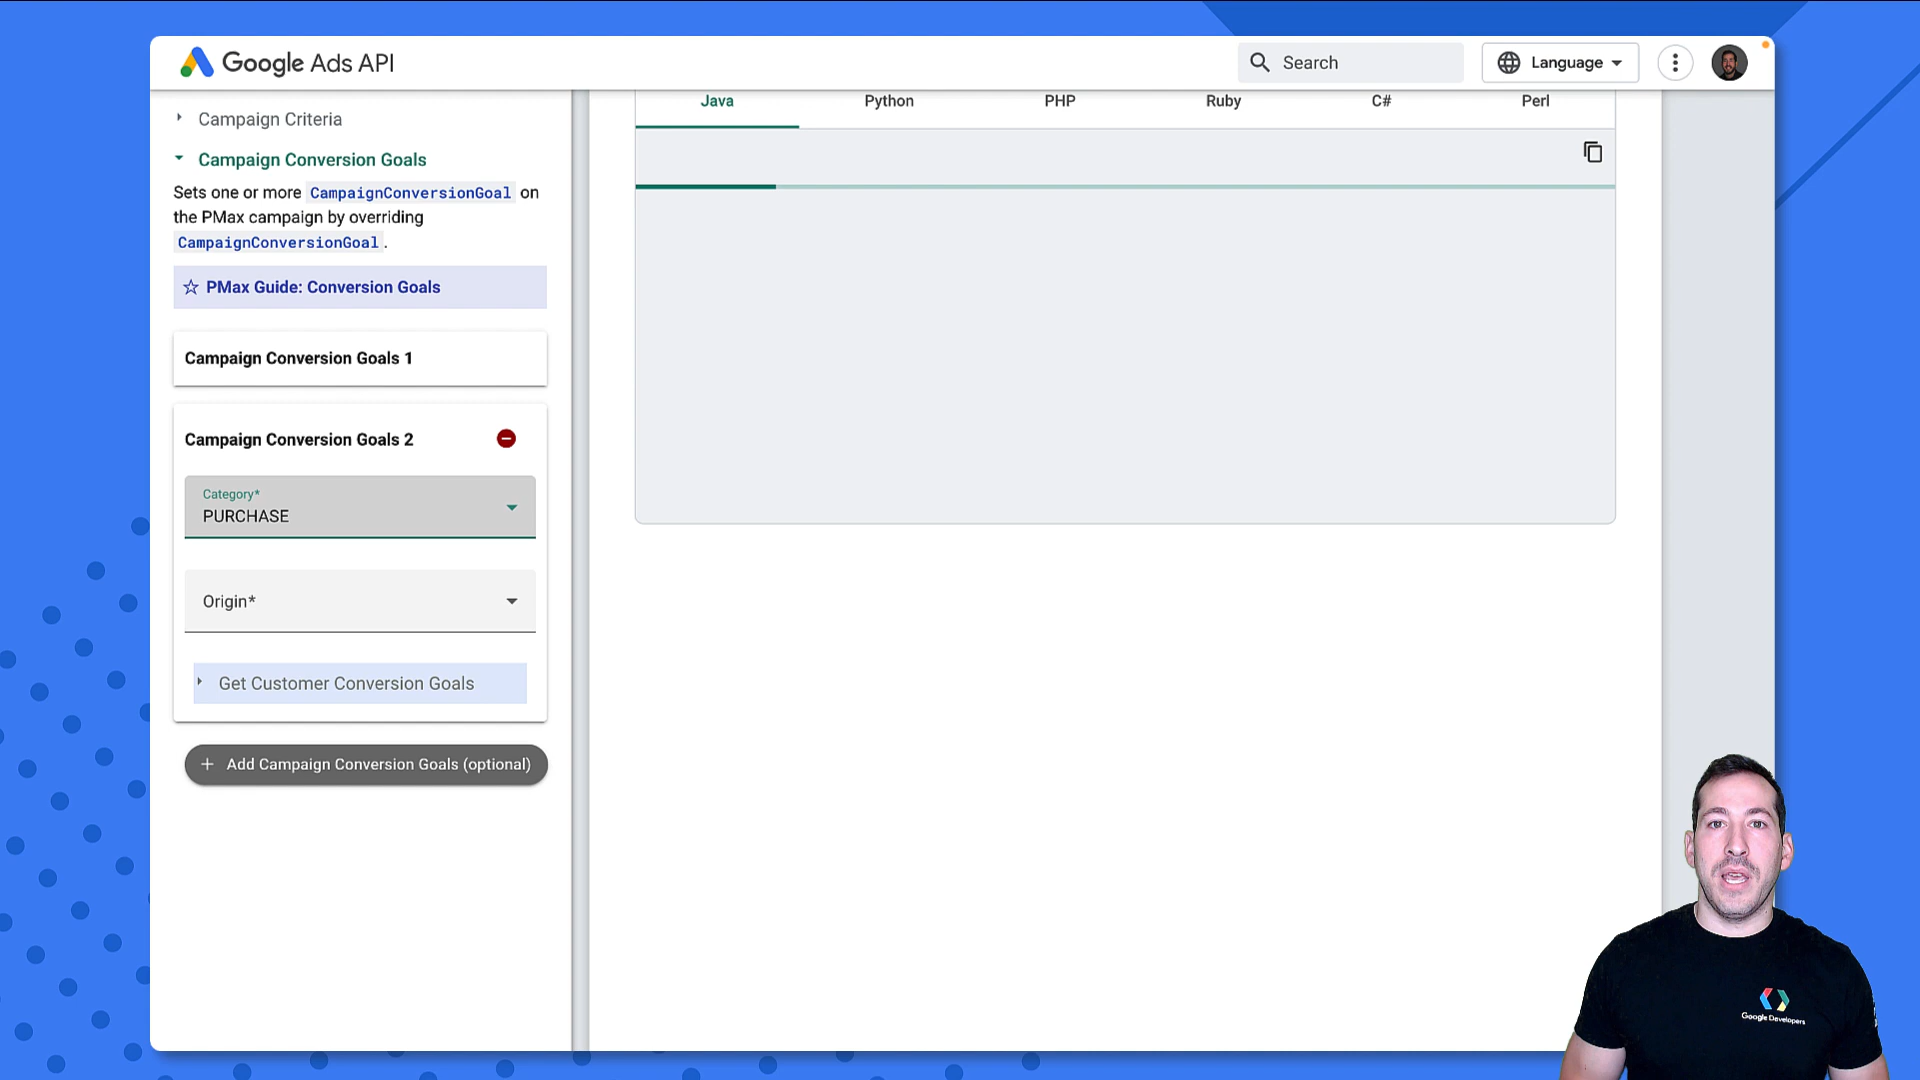 Google Ads API
Search
Language
Campaign Criteria
Campaign Conversion Goals
Sets one or more CampaignConversionGoal on
the PMax campaign by overriding
CampaignConversionGoal.
PMax Guide: Conversion Goals
Campaign Conversion Goals 1
Campaign Conversion Goals 2
Category*
PURCHASE
Origin*
Get Customer Conversion Goals
+ Add Campaign Conversion Goals (optional)
Java Python PHP Ruby C# Perl
Google Developers